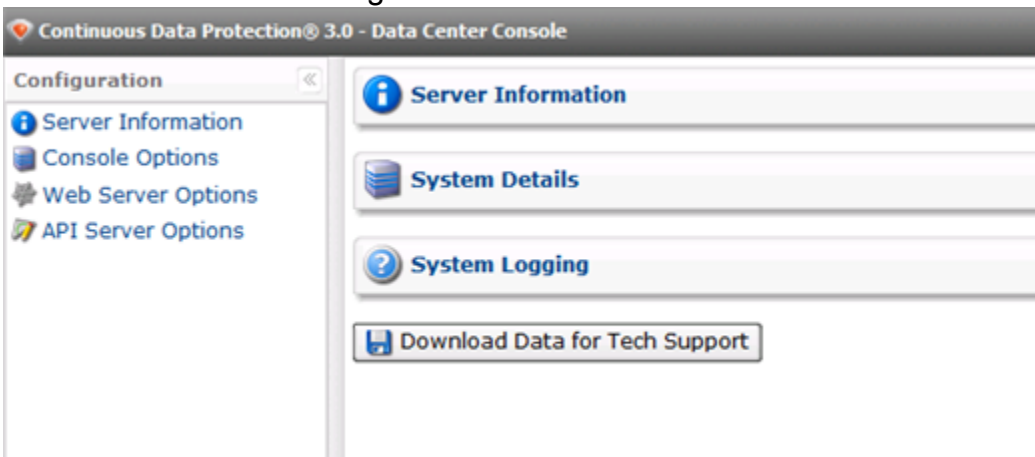 Continuous Data Protection® 3.0 - Data Center Console
Configuration
Server Information
Console Options
Web Server Options
API Server Options
Server Information
System Details
System Logging
Download Data for Tech Support